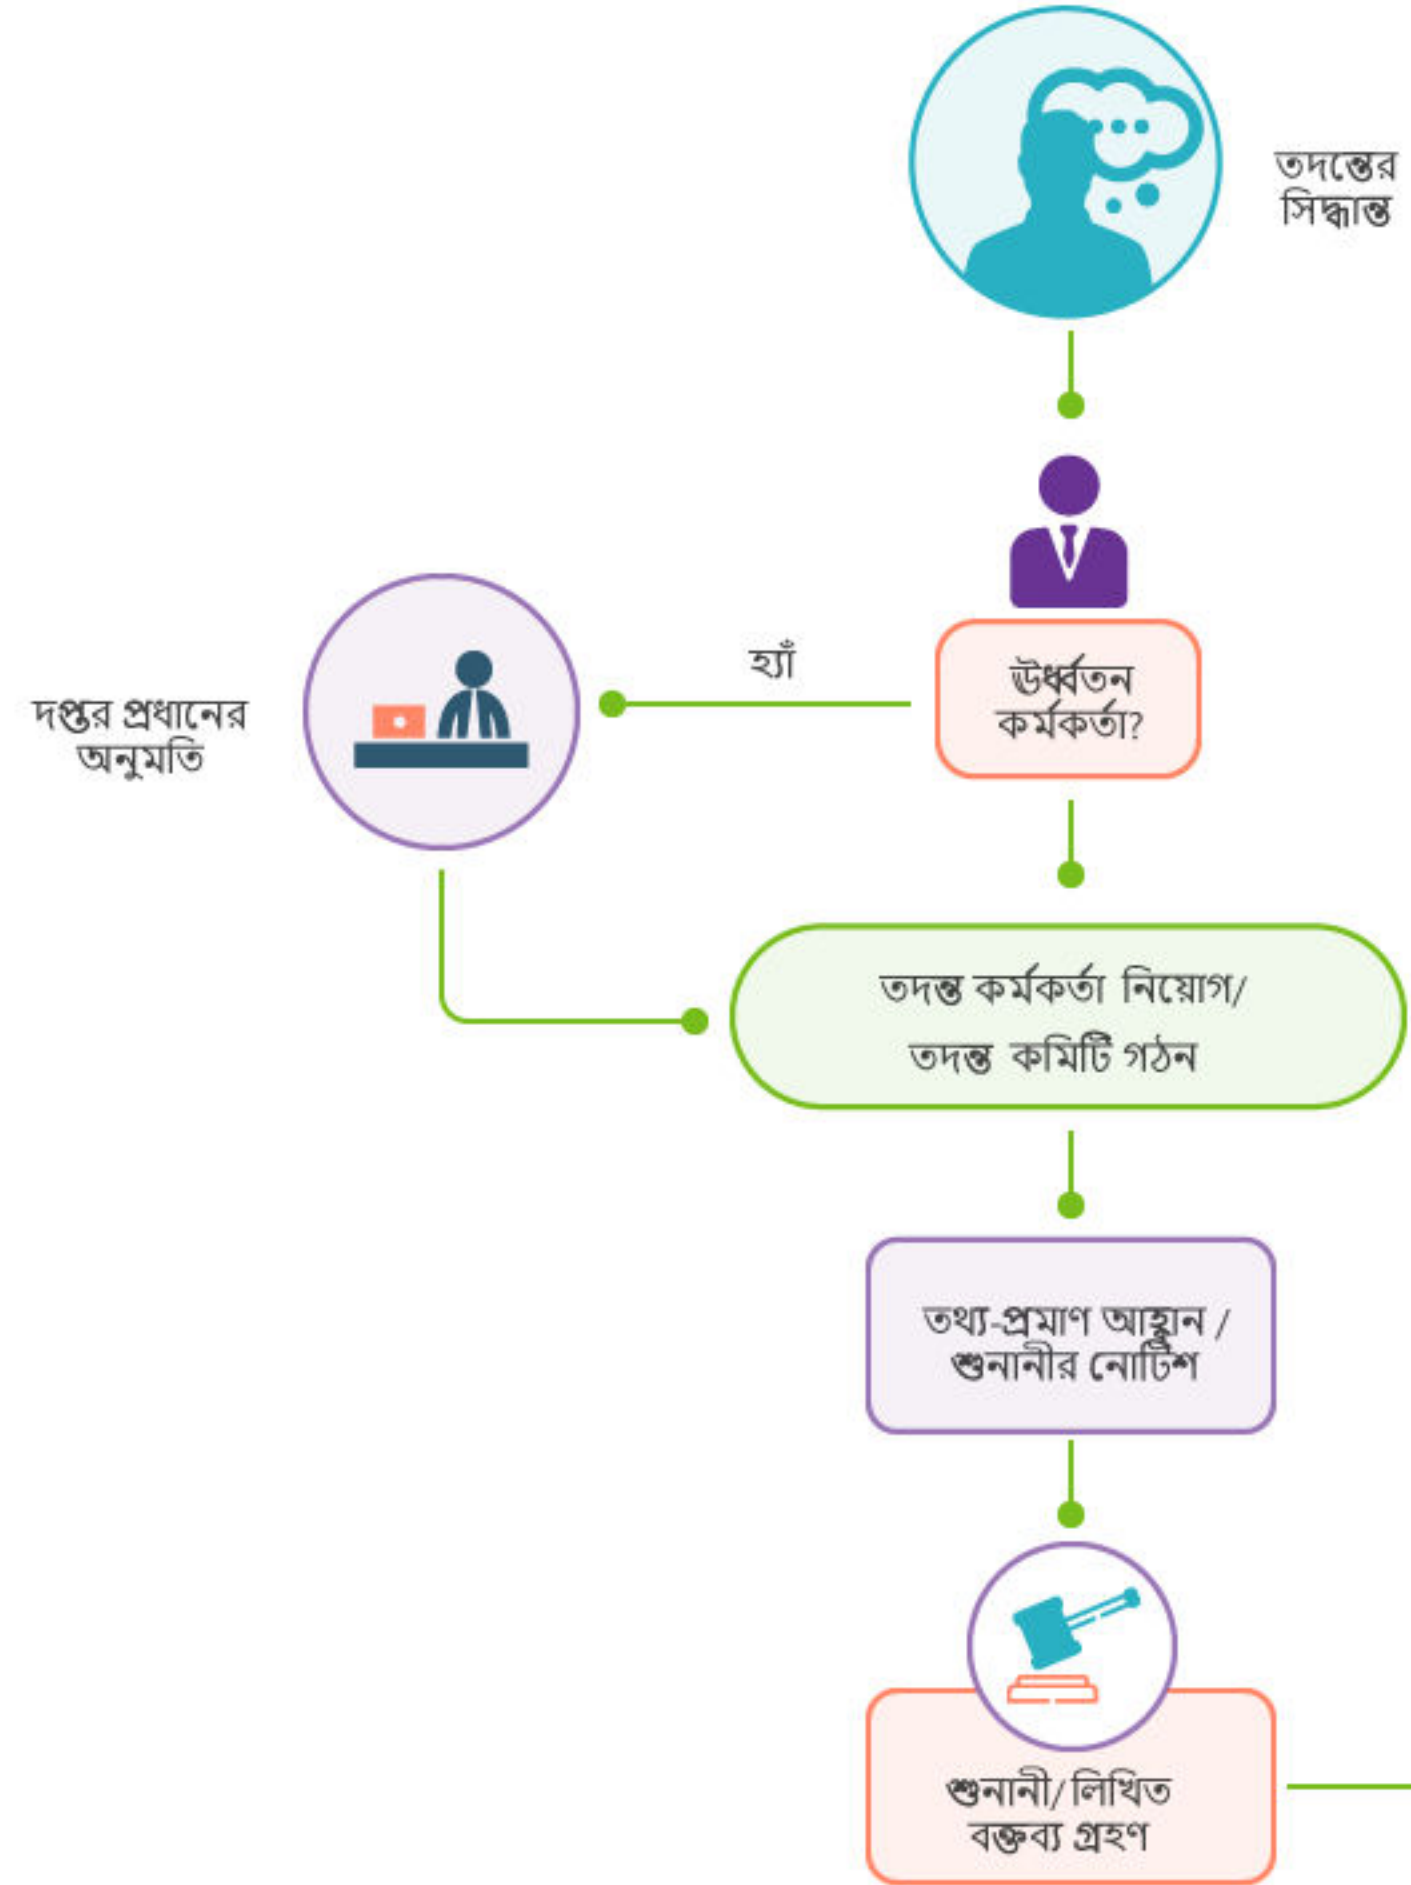 তদন্তের
সিদ্ধান্ত
ঊর্ধ্বতন
কর্মকর্তা?
হ্যাঁ
দপ্তর প্রধানের
অনুমতি
তদন্ত কর্মকর্তা নিয়োগ/
তদন্ত কমিটি গঠন
তথ্য-প্রমাণ আহ্বান /
শুনানীর নোটিশ
শুনানী/ লিখিত
বক্তব্য গ্রহণ